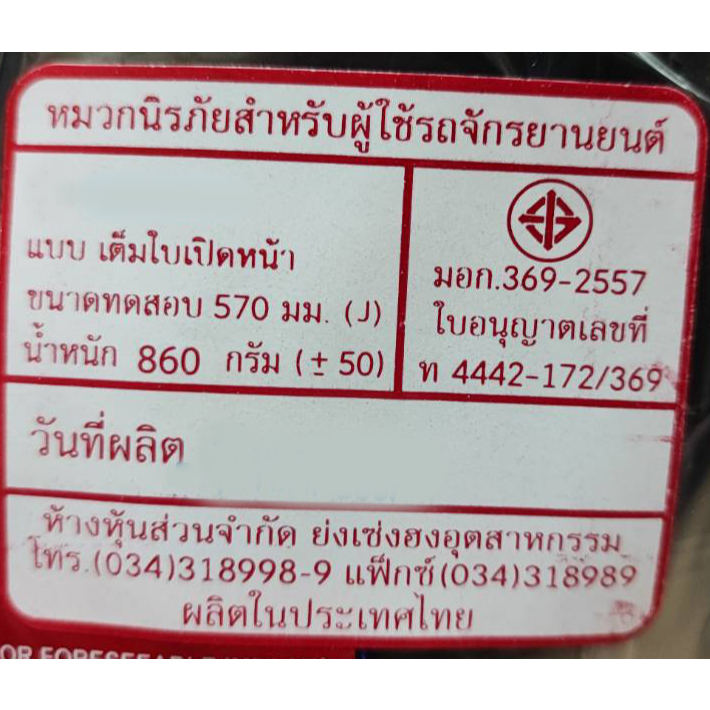 หมวกนิรภัยสำหรับผู้ใช้รถจักรยานยนต์
แบบ เต็มใบเปิดหน้า
ขนาดทดสอบ 570 มม. (J)
น้ำหนัก 860 กรัม (± 50)
มอก.369-2557
ใบอนุญาตเลขที่
ท 4442-172/369
วันที่ผลิต
ห้างหุ้นส่วนจำกัด ย่งเซ่งฮงอุตสาหกรรม
โทร.(034)318998-9 แฟ็กซ์(034)318989
ผลิตในประเทศไทย
OR FORESEEABLE